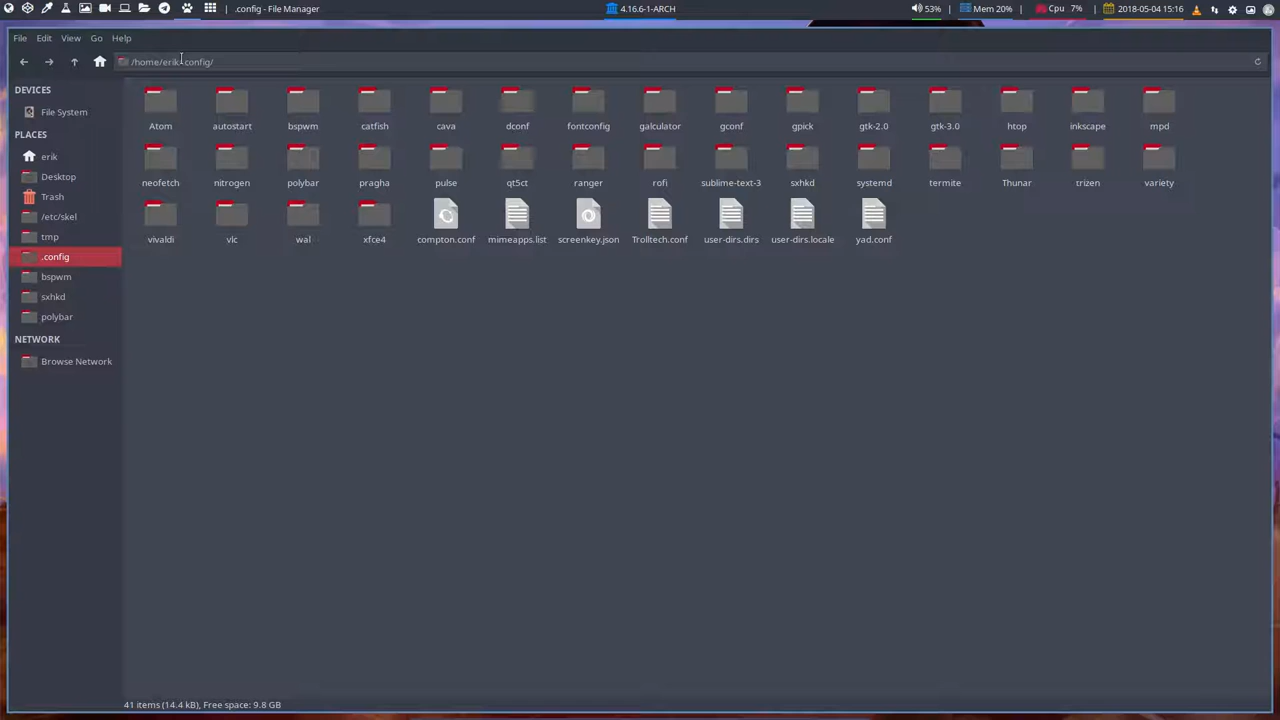 .config - File Manager 4.16.6-1-ARCH 53% Mem 20% Cpu 7% 2018-05-04 15:16
File Edit View Go Help
/home/erik/.config/
DEVICES
File System
PLACES
erik
Desktop
Trash
/etc/skel
tmp
.config
bspwm
sxhkd
polybar
NETWORK
Browse Network
Atom autostart bspwm catfish cava dconf fontconfig galculator gconf gpick gtk-2.0 gtk-3.0 htop inkscape mpd
neofetch nitrogen polybar pragha pulse qt5ct ranger rofi sublime-text-3 sxhkd systemd termite Thunar trizen variety
vivaldi vlc wal xfce4 compton.conf mimeapps.list screenkey.json Trolltech.conf user-dirs.dirs user-dirs.locale yad.conf
41 items (14.4 kB), Free space: 9.8 GB